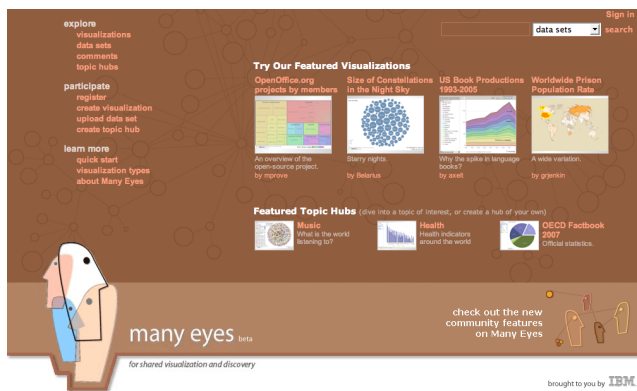 Sign in
explore
visualizations
data sets
comments
topic hubs
participate
register
create visualization
upload data set
create topic hub
learn more
quick start
visualization types
about Many Eyes
data sets
search
Try Our Featured Visualizations
OpenOffice.org
projects by members
An overview of the
open-source project.
by mprove
Size of Constellations
in the Night Sky
Starry nights.
by Belarius
US Book Productions
1993-2005
Why the spike in language
books?
by axelt
Worldwide Prison
Population Rate
A wide variation.
by grjenkin
Featured Topic Hubs (dive into a topic of interest, or create a hub of your own)
Music
What is the world
listening to?
Health
Health indicators
around the world
OECD Factbook
2007
Official statistics.
many eyes beta
check out the new
community features
on Many Eyes
for shared visualization and discovery
brought to you by IBM